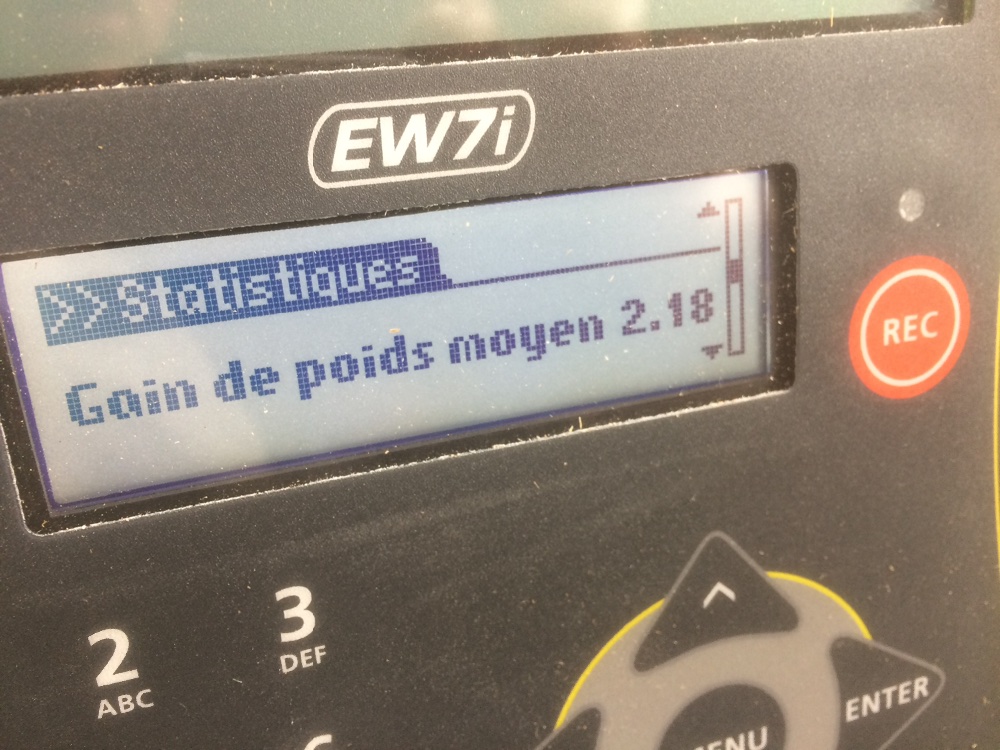 EW7i
>>Statistiques
Gain de poids moyen 2.18
REC
2
ABC
3
DEF
ENTER